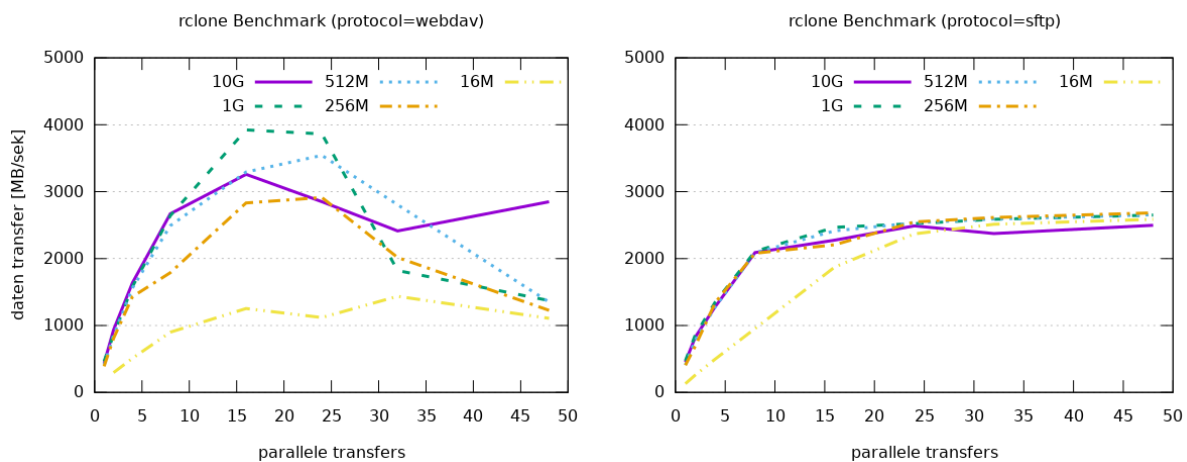 rclone Benchmark (protocol=webdav)
5000
4000
3000
2000
1000
0
daten transfer [MB/sek]
10G 512M 16M
1G 256M
0 5 10 15 20 25 30 35 40 45 50
parallele transfers
rclone Benchmark (protocol=sftp)
5000
4000
3000
2000
1000
0
10G 512M 16M
1G 256M
0 5 10 15 20 25 30 35 40 45 50
parallele transfers